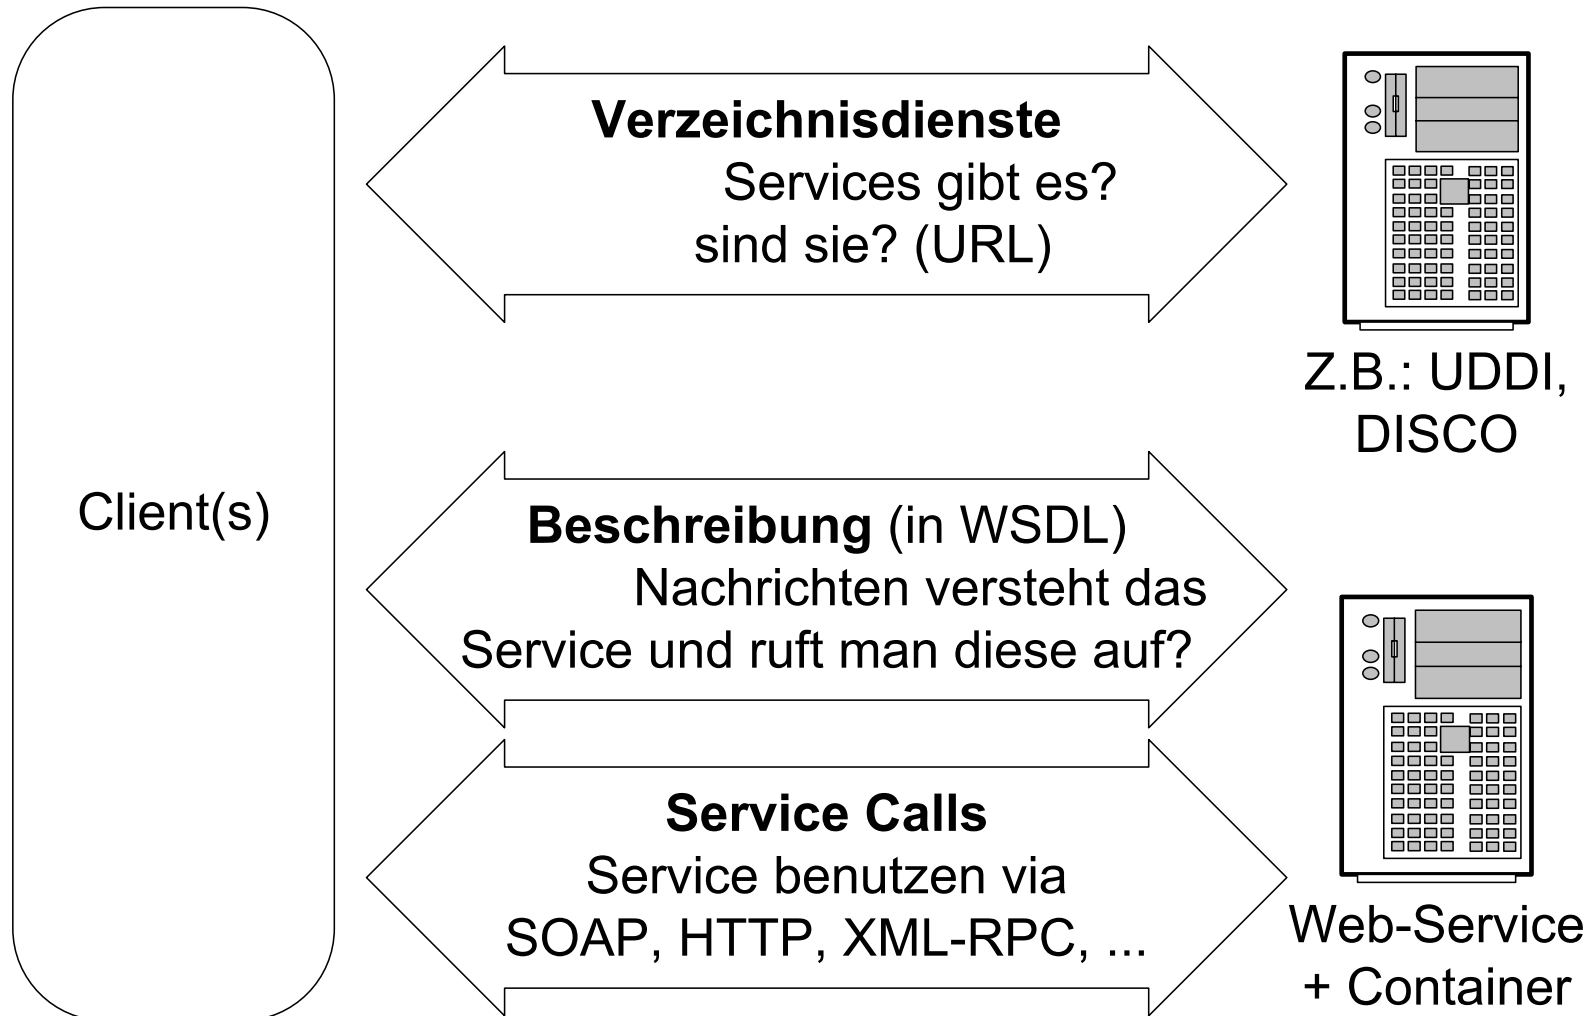 Verzeichnisdienste
Services gibt es?
sind sie? (URL)
Z.B.: UDDI,
DISCO
Client(s)
Beschreibung (in WSDL)
Nachrichten versteht das
Service und ruft man diese auf?
Service Calls
Service benutzen via
SOAP, HTTP, XML-RPC, ...
Web-Service
+ Container